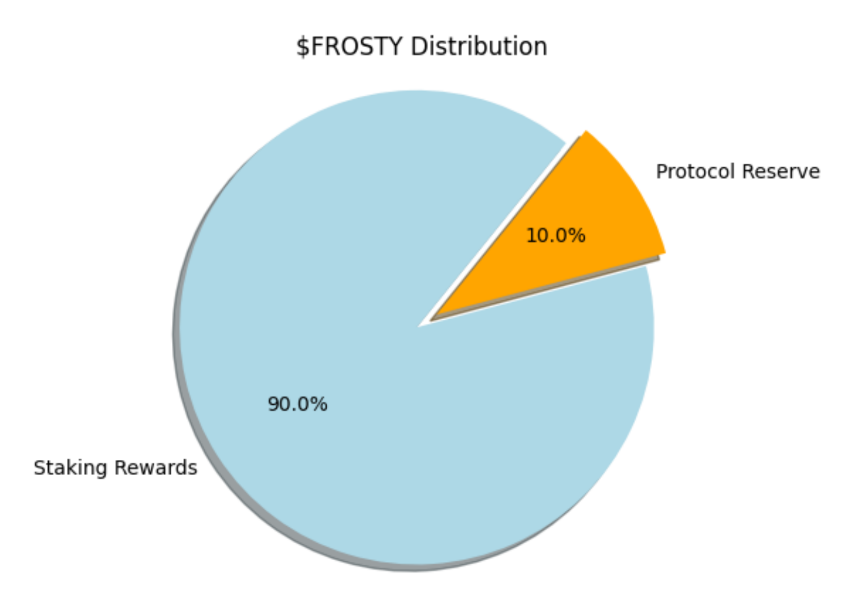 $FROSTY Distribution
Protocol Reserve
10.0%
90.0%
Staking Rewards